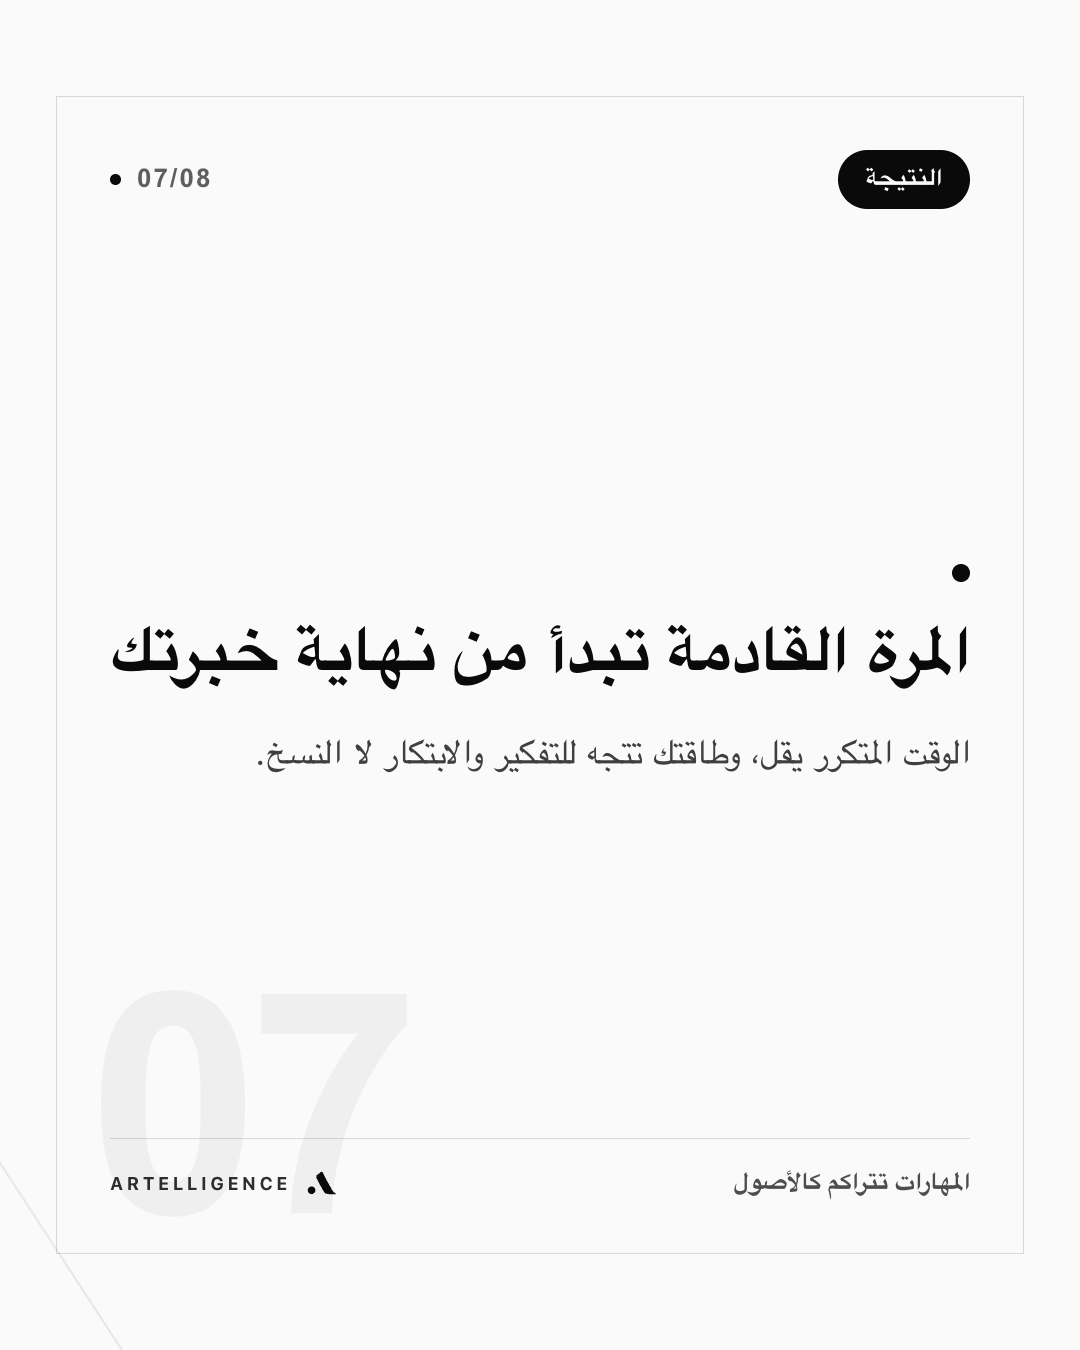 النتيجة
07/08
المرة القادمة تبدأ من نهاية خبرتك
الوقت المتكرر يقل، وطاقتك تتجه للتفكير والابتكار لا النسخ.
07
المهارات تتراكم كالأصول
ARTELLIGENCE